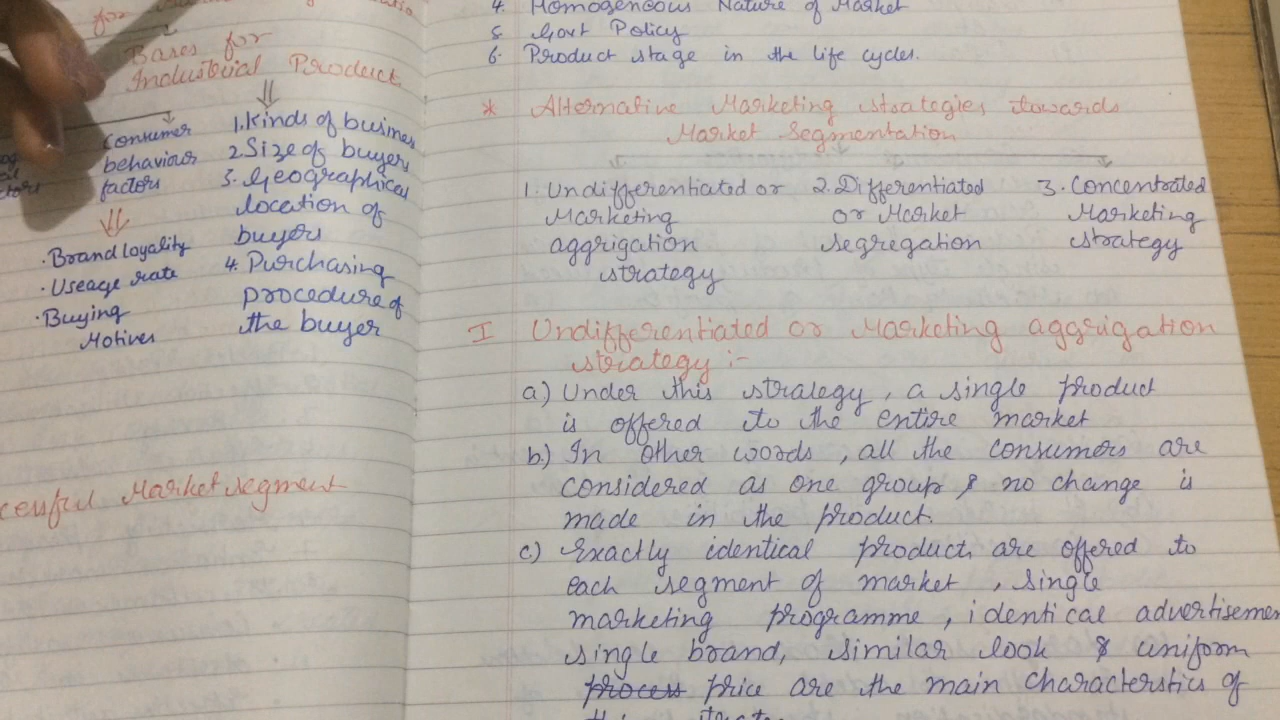 for
Bases for
Industrial Product
Consumer
behaviour
factors
· Brand loyality
· Useage rate
· Buying
Motives
1. Kinds of busines
2. Size of buyers
3. Geographical
location of
buyers
4. Purchasing
procedure of
the buyer
Market segment
4. Homogeneous Nature of Market
5. Govt Policy
6. Product stage in the life cycles.
* Alternative Marketing strategies towards
Market Segmentation
1. Undifferentiated or
Marketing
aggrigation
strategy
2. Differentiated
or Market
segregation
3. Concentrated
Marketing
strategy
I Undifferentiated or Marketing aggrigation
strategy :-
a) Under this strategy, a single product
is offered to the entire market
b) In other words, all the consumers are
considered as one group & no change is
made in the product.
c) Exactly identical products are offered to
each segment of market, single
marketing programme, identical advertisemen
single brand, similar look & uniform
process price are the main characterstics of